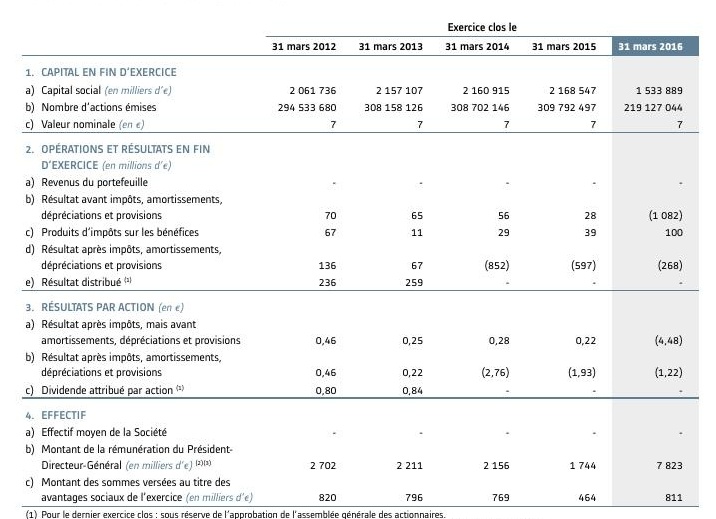 Exercice clos le
31 mars 2012 31 mars 2013 31 mars 2014 31 mars 2015 31 mars 2016
1. CAPITAL EN FIN D'EXERCICE
a) Capital social (en milliers d'€) 2 061 736 2 157 107 2 160 915 2 168 547 1 533 889
b) Nombre d'actions émises 294 533 680 308 158 126 308 702 146 309 792 497 219 127 044
c) Valeur nominale (en €) 7 7 7 7 7
2. OPÉRATIONS ET RÉSULTATS EN FIN
D'EXERCICE (en millions d'€)
a) Revenus du portefeuille - - - - -
b) Résultat avant impôts, amortissements,
dépréciations et provisions 70 65 56 28 (1 082)
c) Produits d'impôts sur les bénéfices 67 11 29 39 100
d) Résultat après impôts, amortissements,
dépréciations et provisions 136 67 (852) (597) (268)
e) Résultat distribué (1) 236 259 - - -
3. RÉSULTATS PAR ACTION (en €)
a) Résultat après impôts, mais avant
amortissements, dépréciations et provisions 0,46 0,25 0,28 0,22 (4,48)
b) Résultat après impôts, amortissements,
dépréciations et provisions 0,46 0,22 (2,76) (1,93) (1,22)
c) Dividende attribué par action (1) 0,80 0,84 - - -
4. EFFECTIF
a) Effectif moyen de la Société - - - - -
b) Montant de la rémunération du Président-
Directeur-Général (en milliers d'€) (2)(3) 2 702 2 211 2 156 1 744 7 823
c) Montant des sommes versées au titre des
avantages sociaux de l'exercice (en milliers d'€) 820 796 769 464 811
(1) Pour le dernier exercice clos : sous réserve de l'approbation de l'assemblée générale des actionnaires.